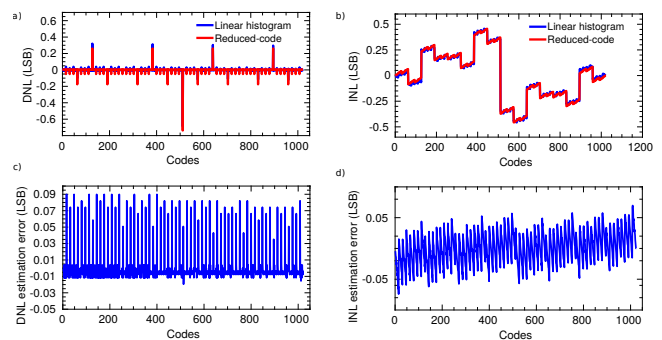 a)
Linear histogram
Reduced-code
DNL (LSB)
0.4
0.2
0
-0.2
-0.4
-0.6
0 200 400 600 800 1000
Codes
b)
Linear histogram
Reduced-code
INL (LSB)
0.5
0.25
0
-0.25
-0.5
0 200 400 600 800 1000 1200
Codes
c)
DNL estimation error (LSB)
0.09
0.07
0.05
0.03
0.01
-0.01
-0.03
-0.05
0 200 400 600 800 1000
Codes
d)
INL estimation error (LSB)
0.05
-0.05
0 200 400 600 800 1000
Codes